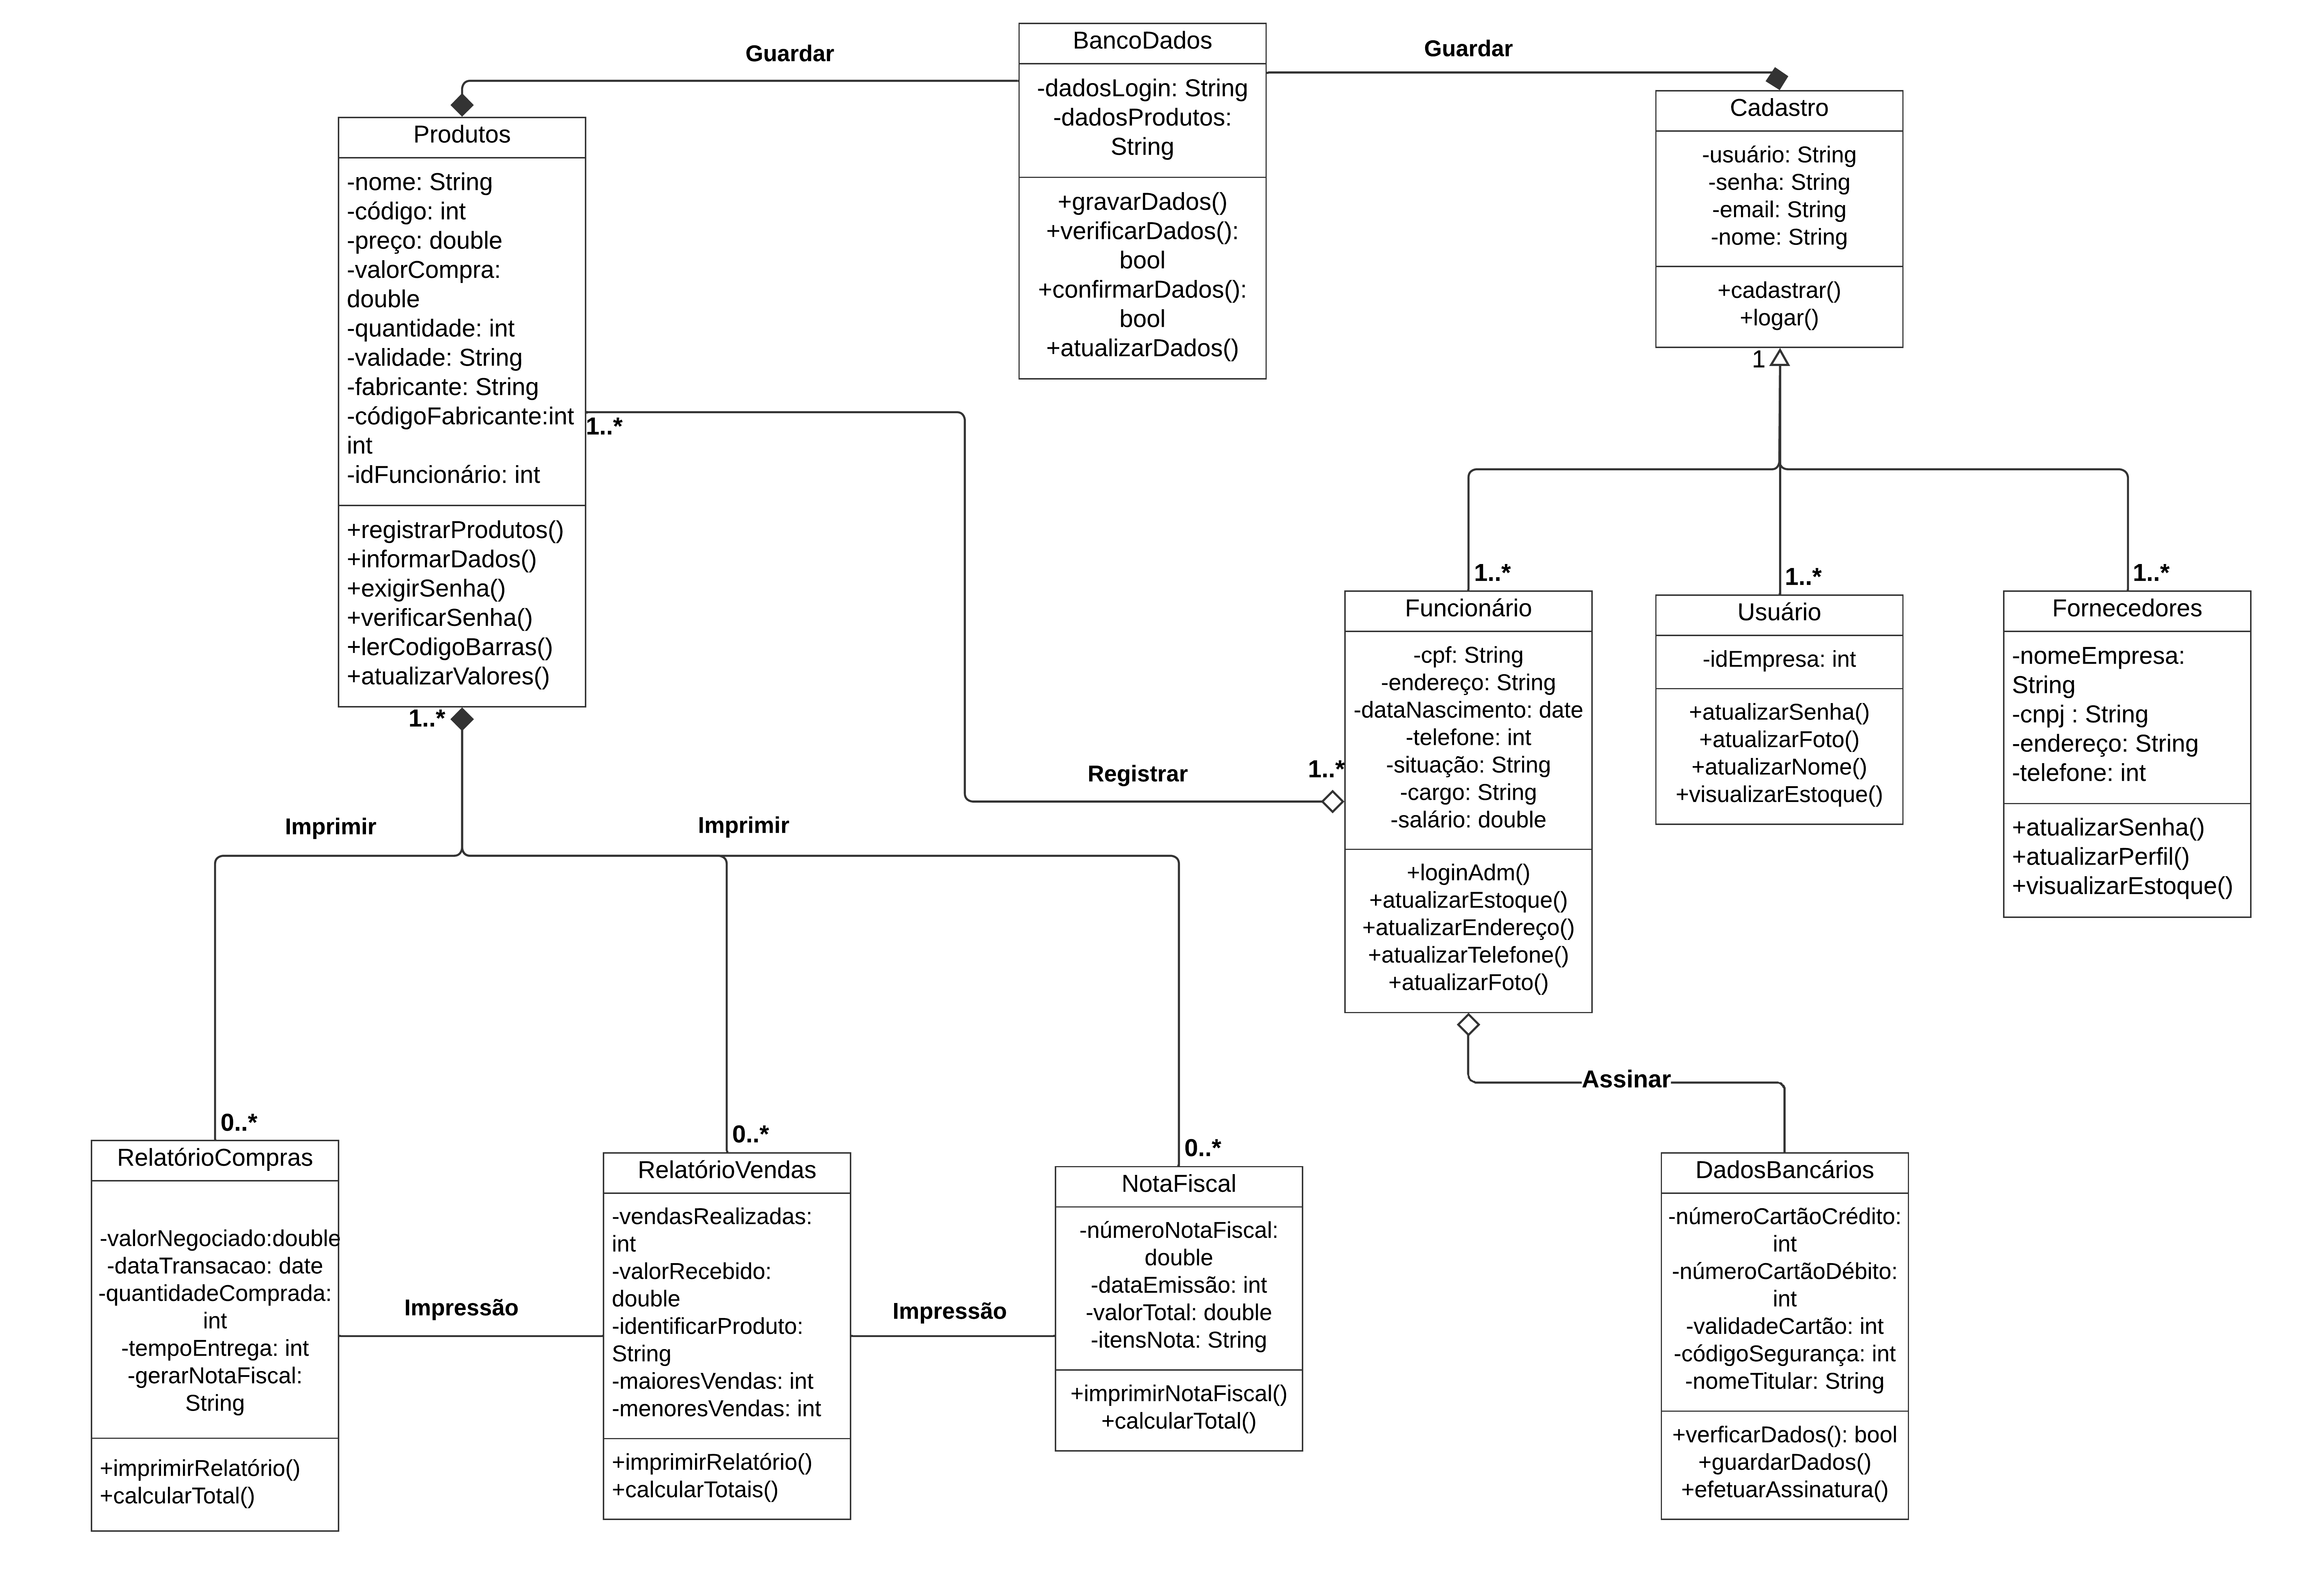 Guardar
BancoDados
-dadosLogin: String
-dadosProdutos:
String
+gravarDados()
+verificarDados():
bool
+confirmarDados():
bool
+atualizarDados()
Guardar
Produtos
-nome: String
-código: int
-preço: double
-valorCompra:
double
-quantidade: int
-validade: String
-fabricante: String
-códigoFabricante:int
int
-idFuncionário: int
+registrarProdutos()
+informarDados()
+exigirSenha()
+verificarSenha()
+lerCodigoBarras()
+atualizarValores()
Cadastro
-usuário: String
-senha: String
-email: String
-nome: String
+cadastrar()
+logar()
1
1..*
1..*
1..*
1..*
Funcionário
-cpf: String
-endereço: String
-dataNascimento: date
-telefone: int
-situação: String
-cargo: String
-salário: double
+loginAdm()
+atualizarEstoque()
+atualizarEndereço()
+atualizarTelefone()
+atualizarFoto()
Usuário
-idEmpresa: int
+atualizarSenha()
+atualizarFoto()
+atualizarNome()
+visualizarEstoque()
Fornecedores
-nomeEmpresa:
String
-cnpj : String
-endereço: String
-telefone: int
+atualizarSenha()
+atualizarPerfil()
+visualizarEstoque()
1..*
Registrar
1..*
Imprimir
Imprimir
Assinar
0..*
0..*
0..*
RelatórioCompras
-valorNegociado:double
-dataTransacao: date
-quantidadeComprada:
int
-tempoEntrega: int
-gerarNotaFiscal:
String
+imprimirRelatório()
+calcularTotal()
Impressão
RelatórioVendas
-vendasRealizadas:
int
-valorRecebido:
double
-identificarProduto:
String
-maioresVendas: int
-menoresVendas: int
+imprimirRelatório()
+calcularTotais()
Impressão
NotaFiscal
-númeroNotaFiscal:
double
-dataEmissão: int
-valorTotal: double
-itensNota: String
+imprimirNotaFiscal()
+calcularTotal()
DadosBancários
-númeroCartãoCrédito:
int
-númeroCartãoDébito:
int
-validadeCartão: int
-códigoSegurança: int
-nomeTitular: String
+verficarDados(): bool
+guardarDados()
+efetuarAssinatura()